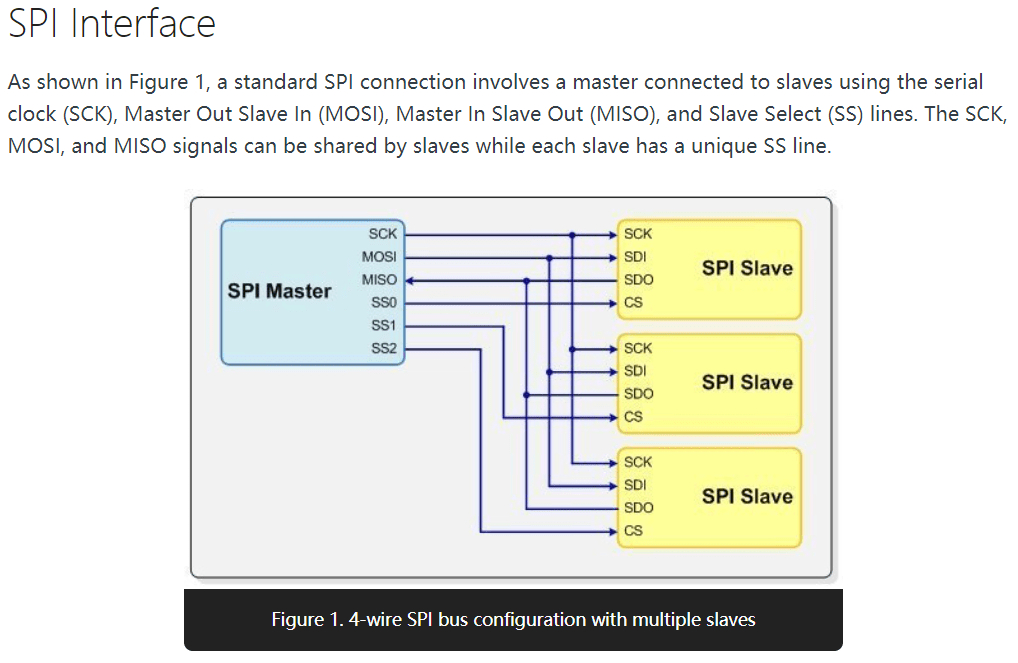 SPI Interface
As shown in Figure 1, a standard SPI connection involves a master connected to slaves using the serial
clock (SCK), Master Out Slave In (MOSI), Master In Slave Out (MISO), and Slave Select (SS) lines. The SCK,
MOSI, and MISO signals can be shared by slaves while each slave has a unique SS line.
SPI Master
SCK
MOSI
MISO
SS0
SS1
SS2
SCK
SDI
SDO
CS
SPI Slave
SCK
SDI
SDO
CS
SPI Slave
SCK
SDI
SDO
CS
SPI Slave
Figure 1. 4-wire SPI bus configuration with multiple slaves